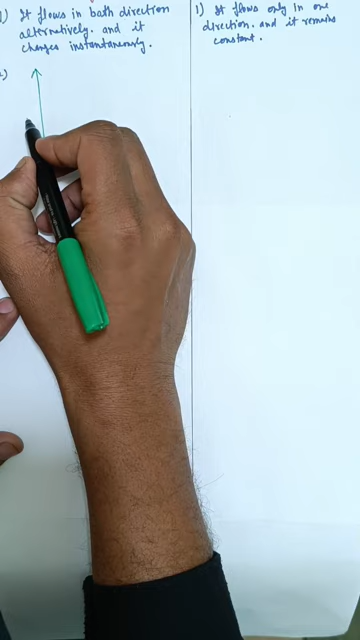 1) It flows in both direction
alternatively. and it
changes instantaneously.
2)
1) It flows only in one
direction. and it remains
constant.